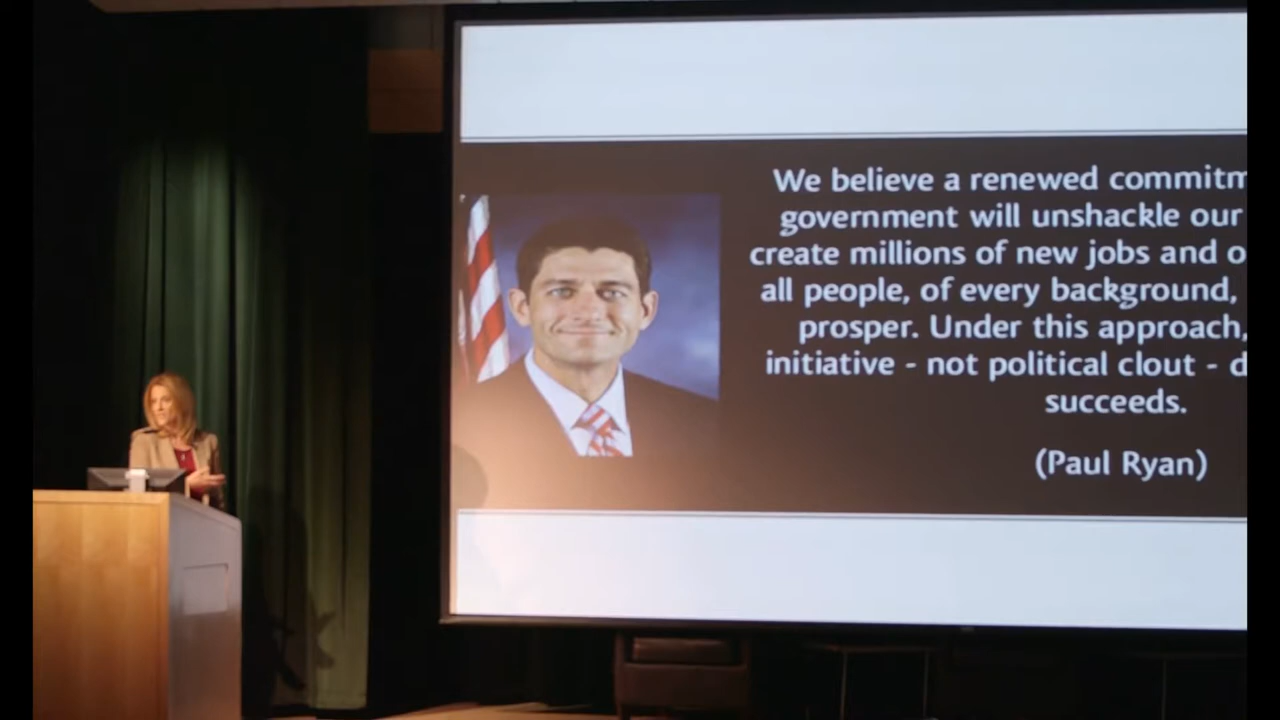 We believe a renewed commitm
government will unshackle our
create millions of new jobs and o
all people, of every background,
prosper. Under this approach,
initiative - not political clout - d
succeeds.
(Paul Ryan)